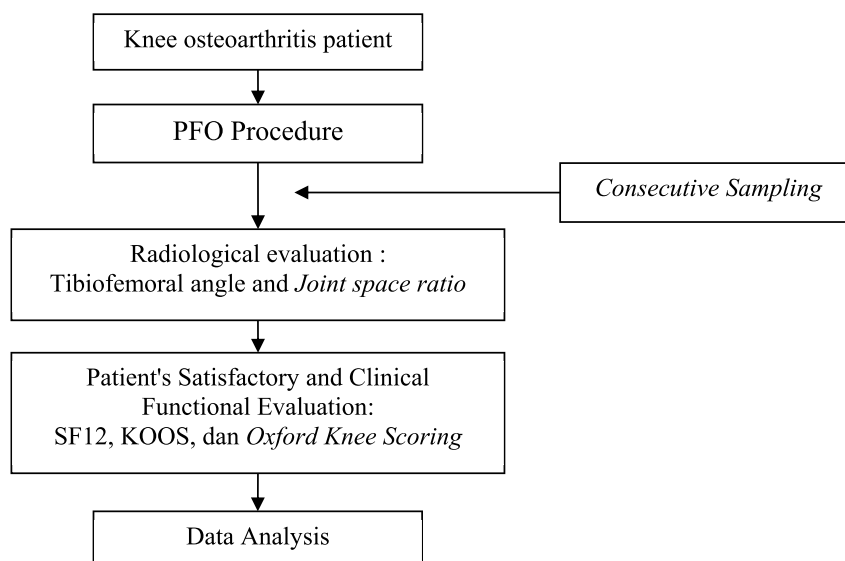 Knee osteoarthritis patient
PFO Procedure
Consecutive Sampling
Radiological evaluation :
Tibiofemoral angle and Joint space ratio
Patient's Satisfactory and Clinical
Functional Evaluation:
SF12, KOOS, dan Oxford Knee Scoring
Data Analysis